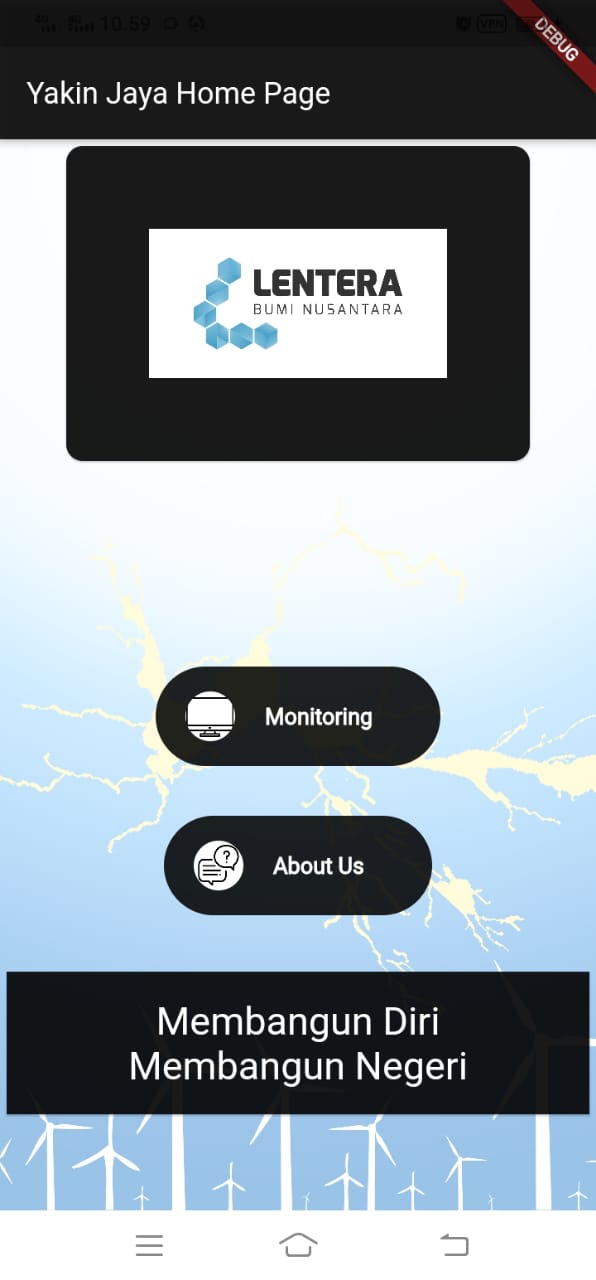 10.59
VPN
DEBUG
Yakin Jaya Home Page
LENTERA
BUMI NUSANTARA
Monitoring
?
About Us
Membangun Diri
Membangun Negeri